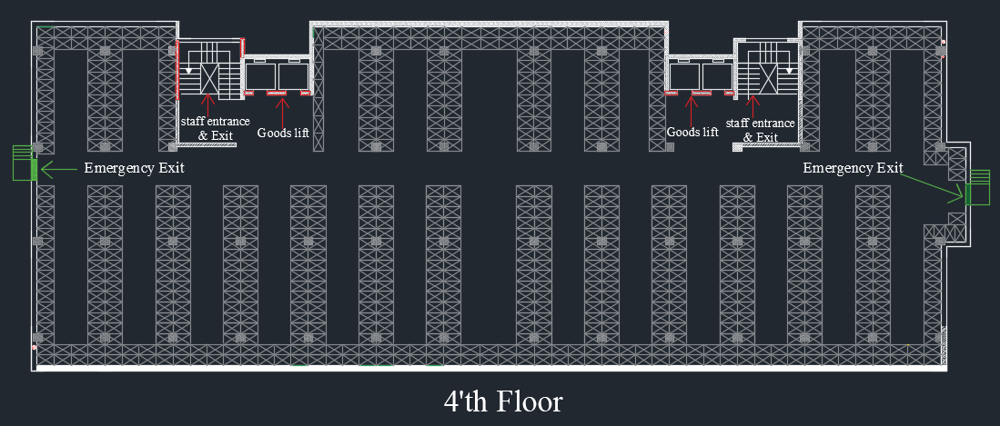 staff entrance
& Exit
Goods lift
Goods lift
staff entrance
& Exit
Emergency Exit
Emergency Exit
4'th Floor